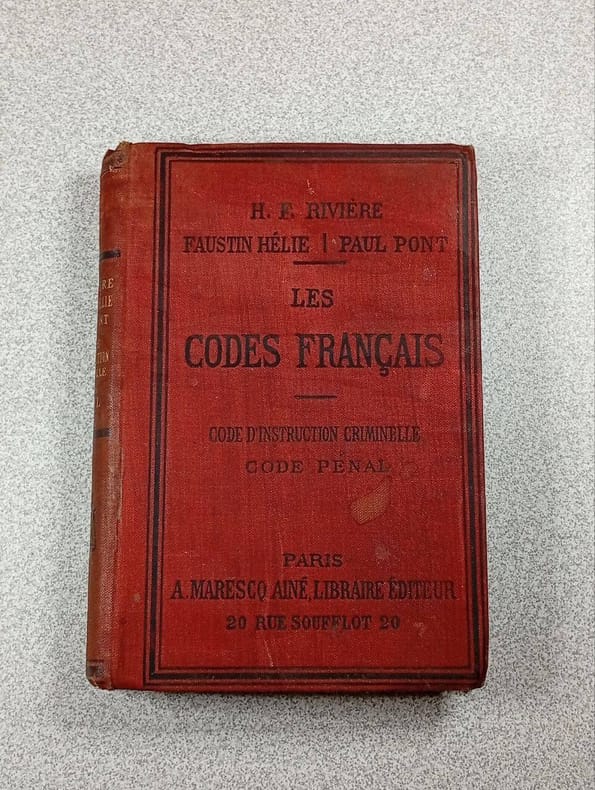 H. F. RIVIÈRE
FAUSTIN HÉLIE | PAUL PONT
LES
CODES FRANÇAIS
CODE D'INSTRUCTION CRIMINELLE
CODE PÉNAL
PARIS
A. MARESCQ AINÉ, LIBRAIRE ÉDITEUR
20 RUE SOUFFLOT 20